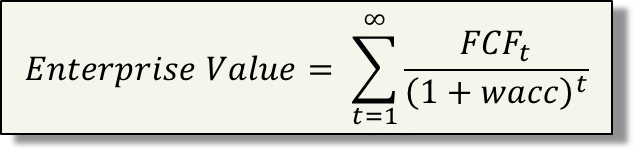 Enterprise Value = ∑_{t=1}^{∞} FCF_t / (1 + wacc)^t